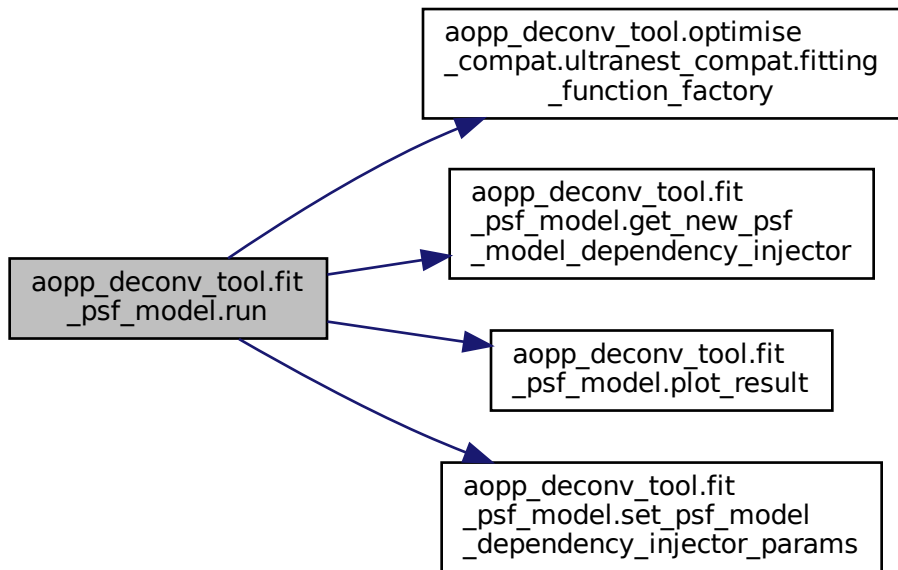 aopp_deconv_tool.optimise
_compat.ultranest_compat.fitting
_function_factory
aopp_deconv_tool.fit
_psf_model.get_new_psf
_model_dependency_injector
aopp_deconv_tool.fit
_psf_model.run
aopp_deconv_tool.fit
_psf_model.plot_result
aopp_deconv_tool.fit
_psf_model.set_psf_model
_dependency_injector_params